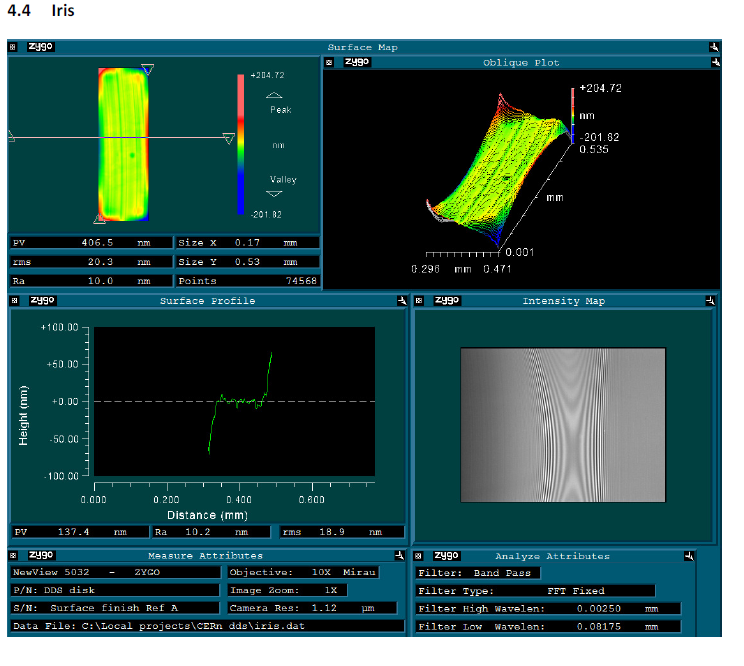 4.4 Iris
zygo Surface Map
+204.72
Peak
nm
Valley
-201.82
PV 406.5 nm Size X 0.17 mm
rms 20.3 nm Size Y 0.53 mm
Ra 10.0 nm Points 74568
zygo Oblique Plot
+204.72
nm
-201.82
0.535
mm
0.001
0.296 mm 0.471
zygo Surface Profile
+100.00
+50.00
+0.00
-50.00
-100.00
Height (nm)
0.000 0.200 0.400 0.600
Distance (mm)
PV 137.4 nm Ra 10.2 nm rms 18.9 nm
zygo Intensity Map
zygo Measure Attributes
NewView 5032 - ZYGO Objective: 10X Mirau
P/N: DDS disk Image Zoom: 1X
S/N: Surface finish Ref A Camera Res: 1.12 µm
Data File: C:\Local projects\CERn dds\iris.dat
zygo Analyze Attributes
Filter: Band Pass
Filter Type: FFT Fixed
Filter High Wavelen: 0.00250 mm
Filter Low Wavelen: 0.08175 mm